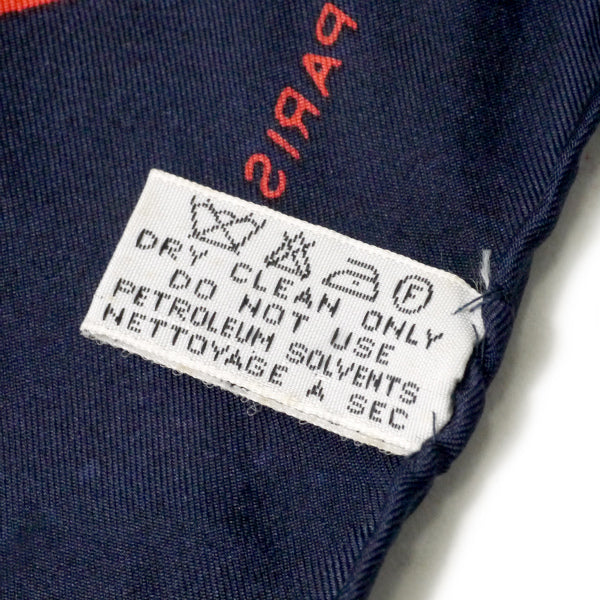 PARIS
F
DRY CLEAN ONLY
DO NOT USE
PETROLEUM SOLVENTS
NETTOYAGE A SEC